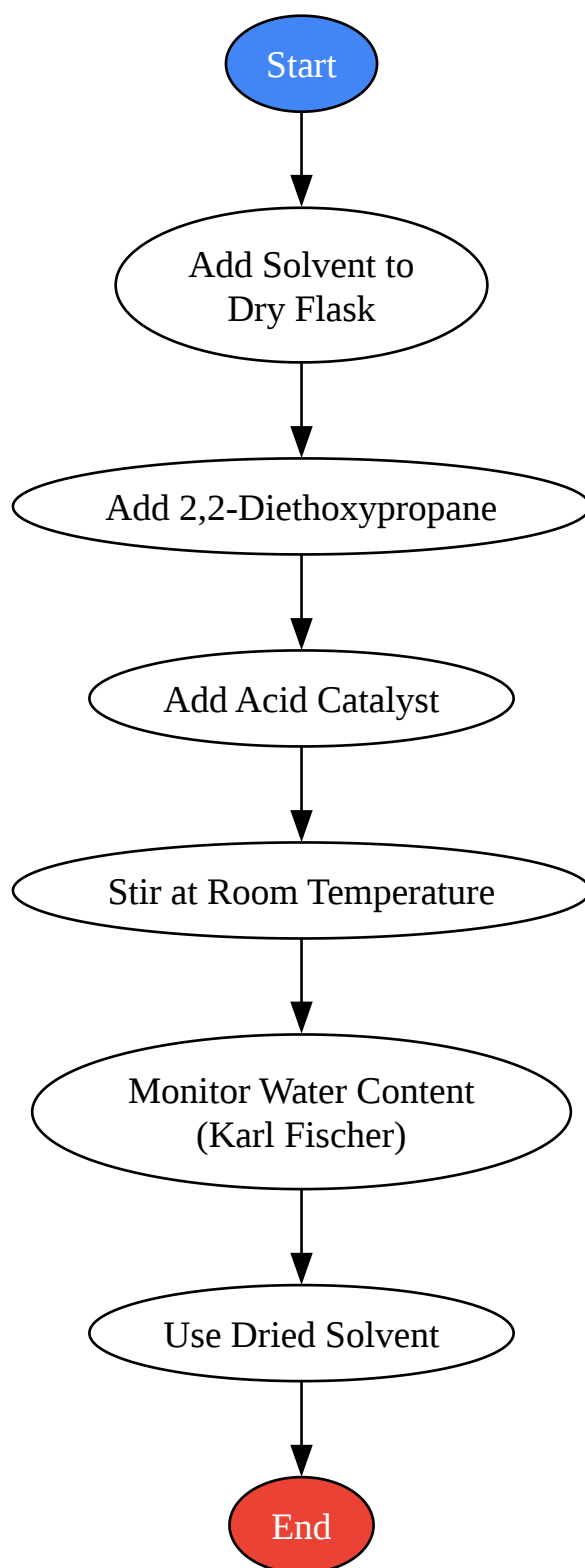 Start
Add Solvent to
Dry Flask
Add 2,2-Diethoxypropane
Add Acid Catalyst
Stir at Room Temperature
Monitor Water Content
(Karl Fischer)
Use Dried Solvent
End